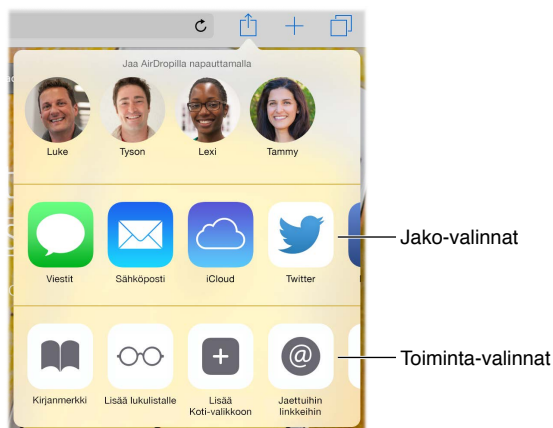 Jaa AirDropilla napauttamalla
Luke Tyson Lexi Tammy
Viestit Sähköposti iCloud Twitter
Jako-valinnat
@
Toiminta-valinnat
Kirjanmerkki Lisää lukulistalle Lisää Koti-valikkoon Jaettuihin linkkeihin